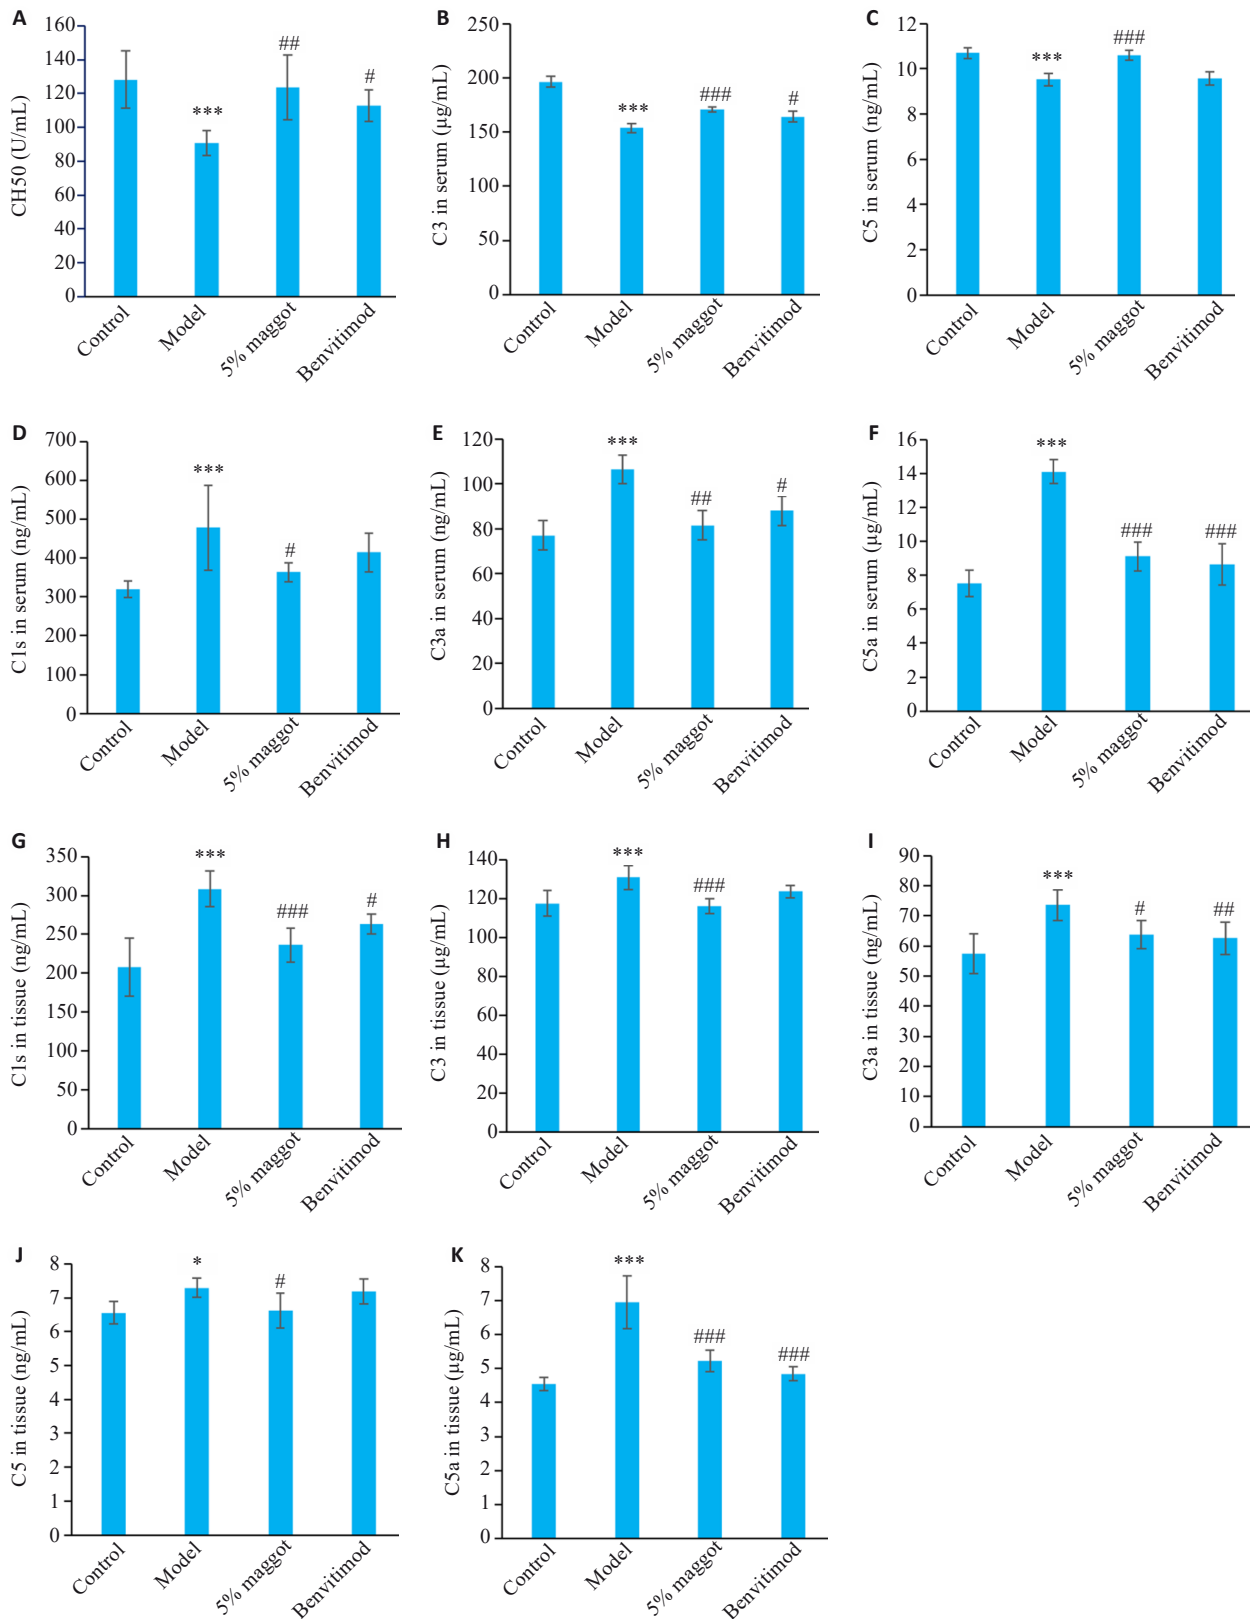 A
CH50 (U/mL)
160
140
120
100
80
60
40
20
0
***
##
#
Control
Model
5% maggot
Benvitimod
B
C3 in serum (µg/mL)
250
200
150
100
50
0
***
###
#
Control
Model
5% maggot
Benvitimod
C
C5 in serum (ng/mL)
12
10
8
6
4
2
0
***
###
Control
Model
5% maggot
Benvitimod
D
C1s in serum (ng/mL)
700
600
500
400
300
200
100
0
***
#
Control
Model
5% maggot
Benvitimod
E
C3a in serum (ng/mL)
120
100
80
60
40
20
0
***
##
#
Control
Model
5% maggot
Benvitimod
F
C5a in serum (µg/mL)
16
14
12
10
8
6
4
2
0
***
###
###
Control
Model
5% maggot
Benvitimod
G
C1s in tissue (ng/mL)
350
300
250
200
150
100
50
0
***
###
#
Control
Model
5% maggot
Benvitimod
H
C3 in tissue (µg/mL)
140
120
100
80
60
40
20
0
***
###
Control
Model
5% maggot
Benvitimod
I
C3a in tissue (ng/mL)
90
80
70
60
50
40
30
20
10
0
***
#
##
Control
Model
5% maggot
Benvitimod
J
C5 in tissue (ng/mL)
8
7
6
5
4
3
2
1
0
*
#
Control
Model
5% maggot
Benvitimod
K
C5a in tissue (µg/mL)
8
7
6
5
4
3
2
1
0
***
###
###
Control
Model
5% maggot
Benvitimod